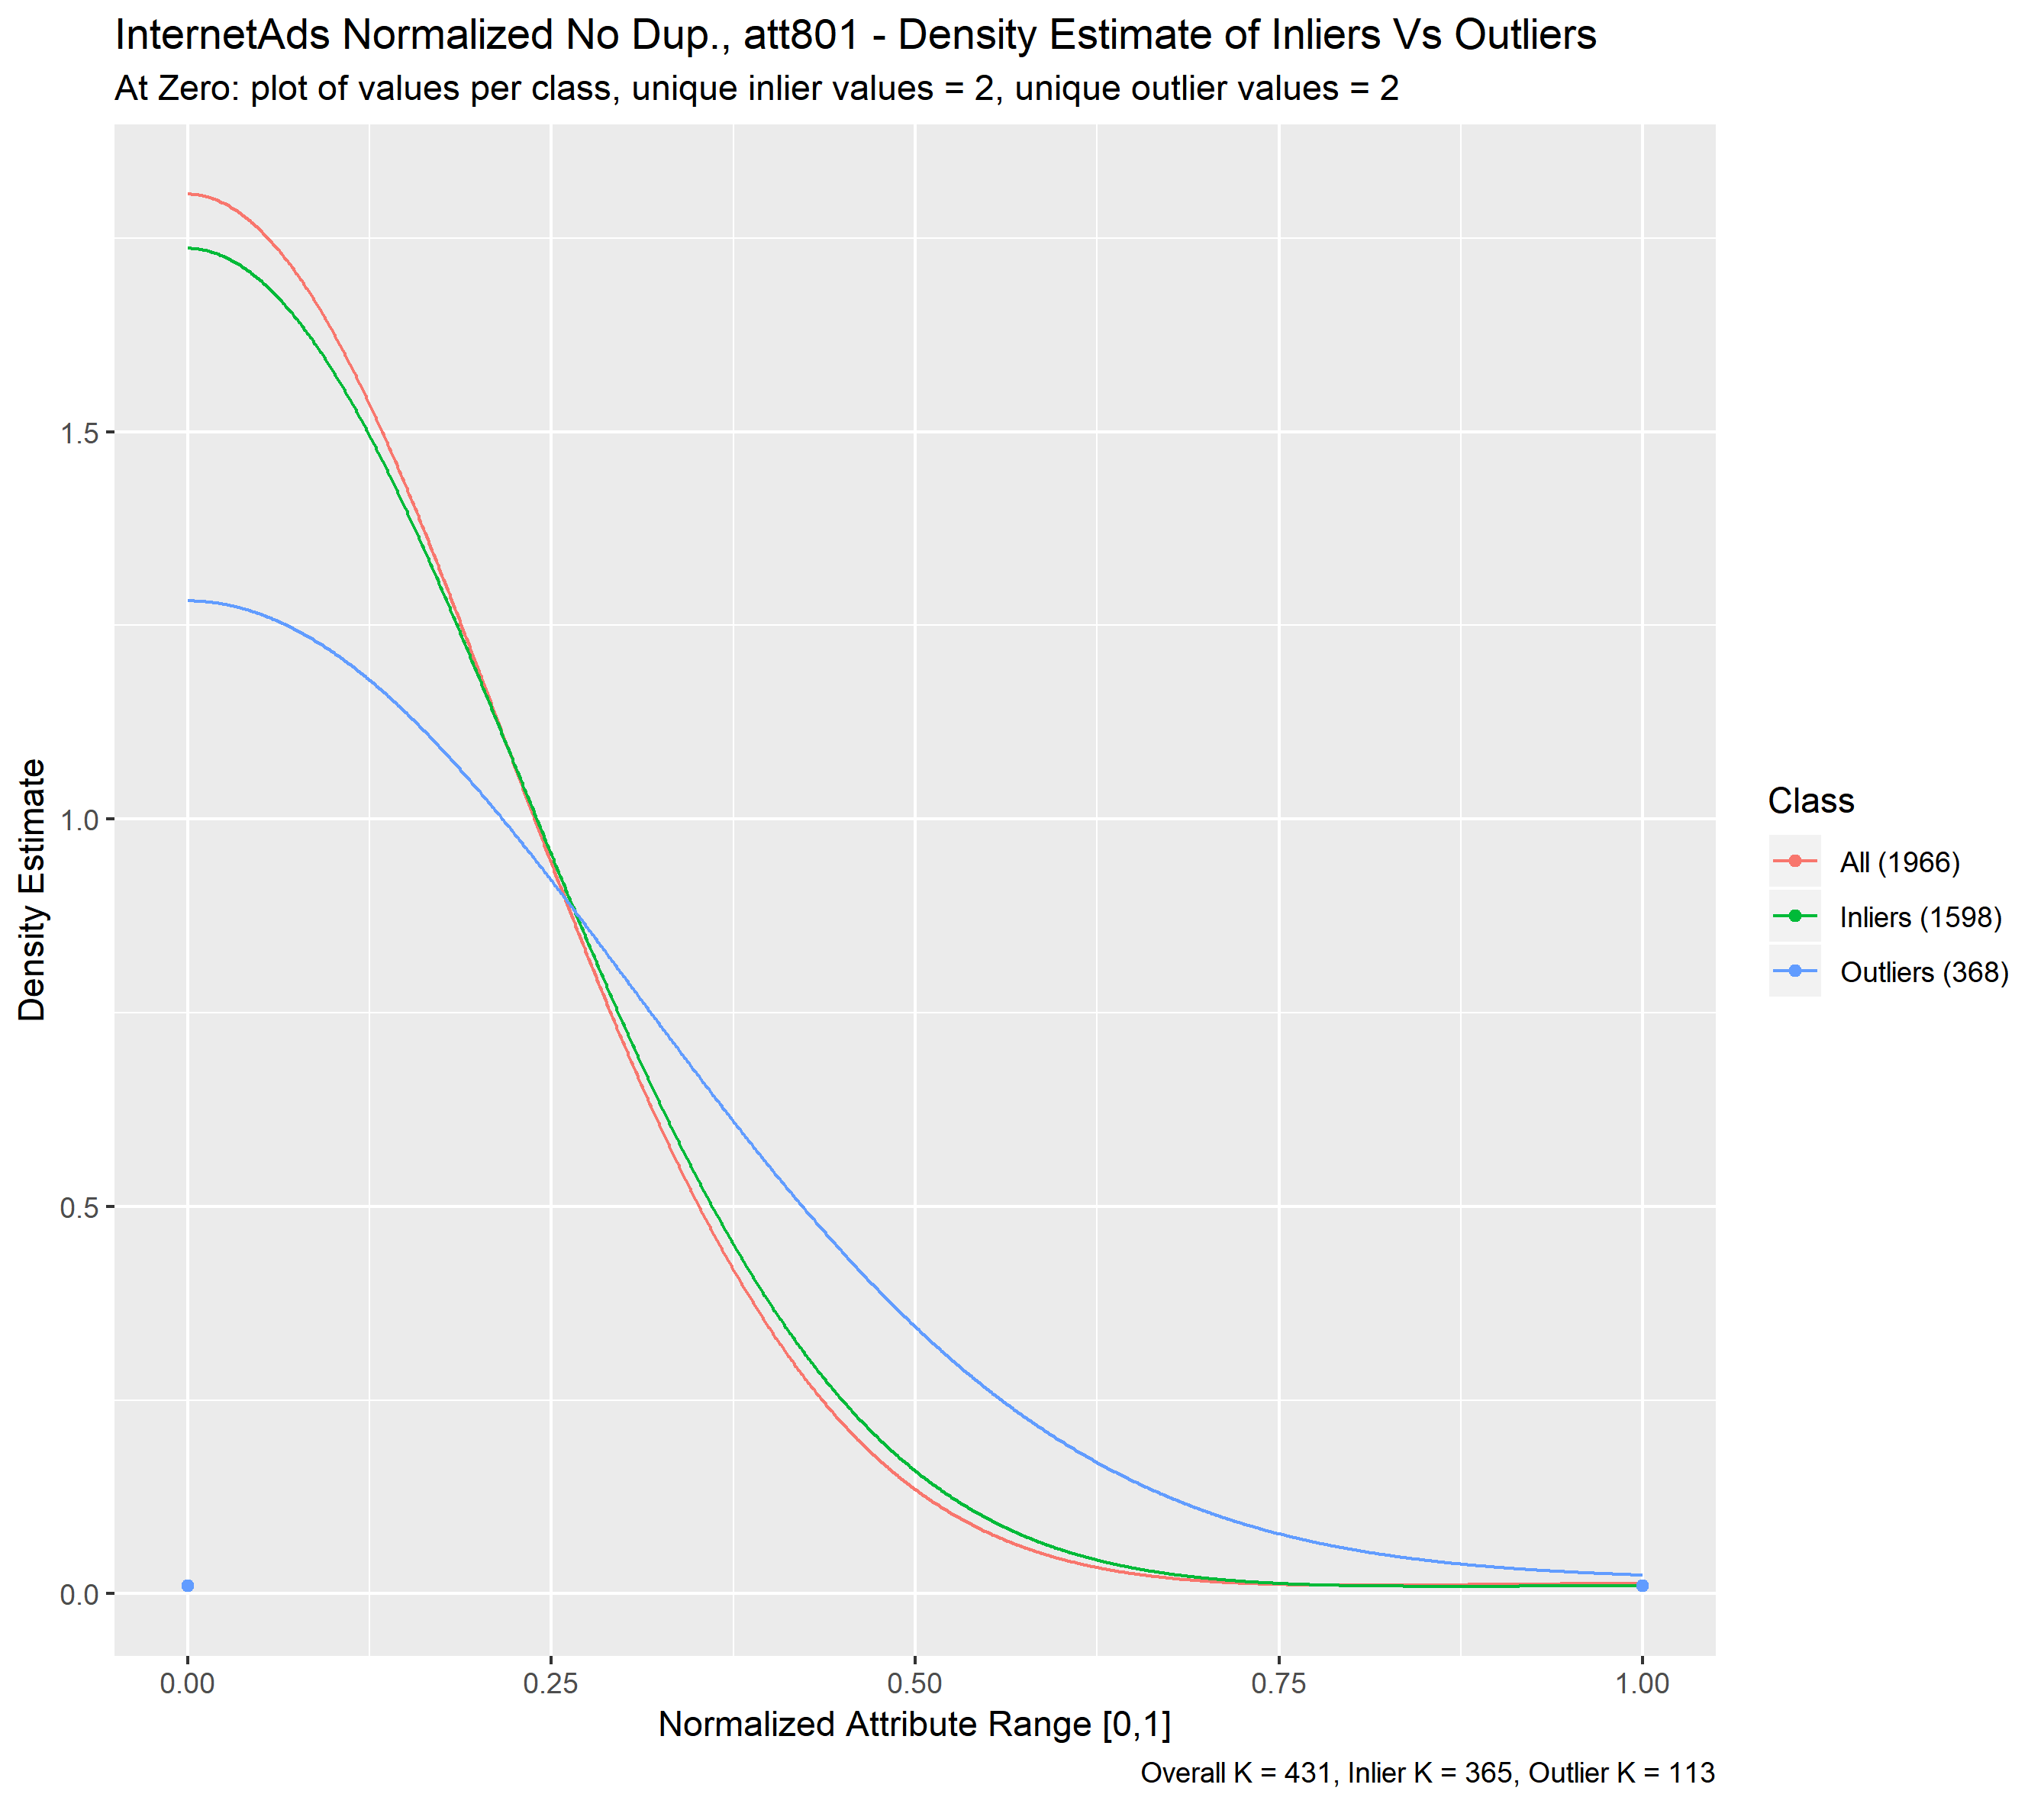 InternetAds Normalized No Dup., att801 - Density Estimate of Inliers Vs Outliers
At Zero: plot of values per class, unique inlier values = 2, unique outlier values = 2
Density Estimate
1.5
1.0
0.5
0.0
0.00 0.25 0.50 0.75 1.00
Normalized Attribute Range [0,1]
Overall K = 431, Inlier K = 365, Outlier K = 113
Class
All (1966)
Inliers (1598)
Outliers (368)